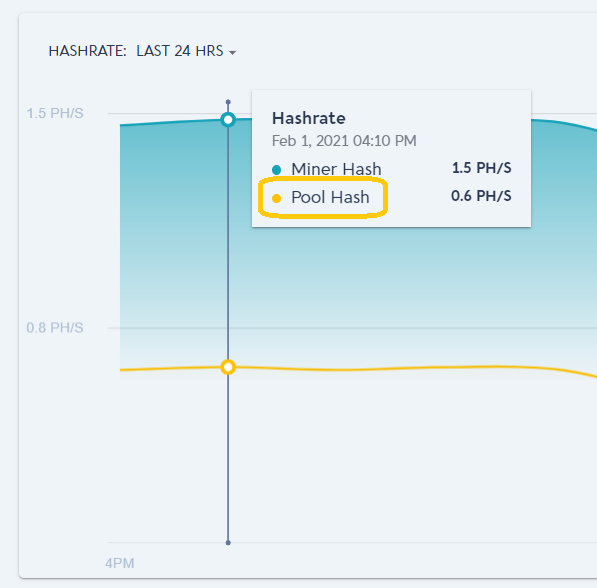 HASHRATE: LAST 24 HRS
1.5 PH/S
Hashrate
Feb 1, 2021 04:10 PM
Miner Hash 1.5 PH/S
Pool Hash 0.6 PH/S
0.8 PH/S
4PM